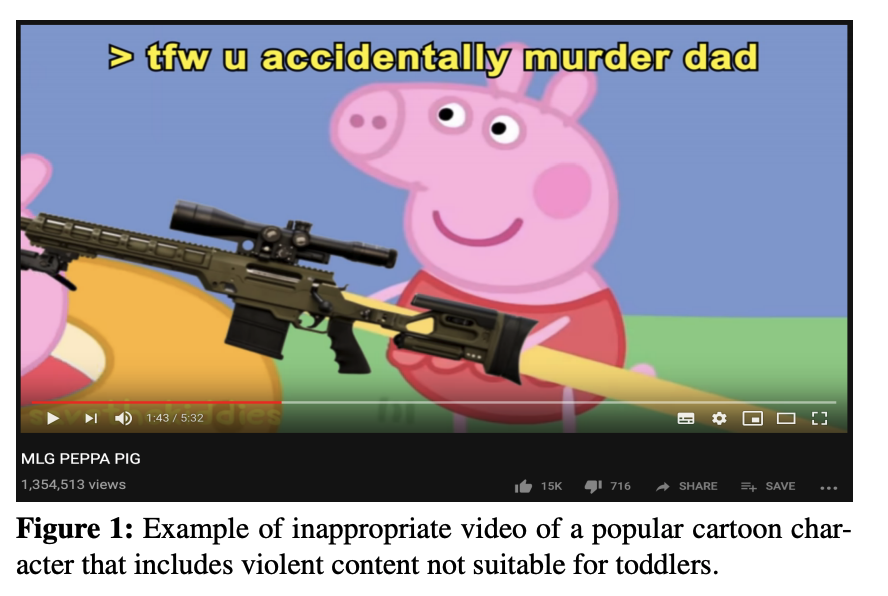 > tfw u accidentally murder dad
1:43 / 5:32
MLG PEPPA PIG
1,354,513 views
15K
716
SHARE
SAVE
Figure 1: Example of inappropriate video of a popular cartoon char-
acter that includes violent content not suitable for toddlers.